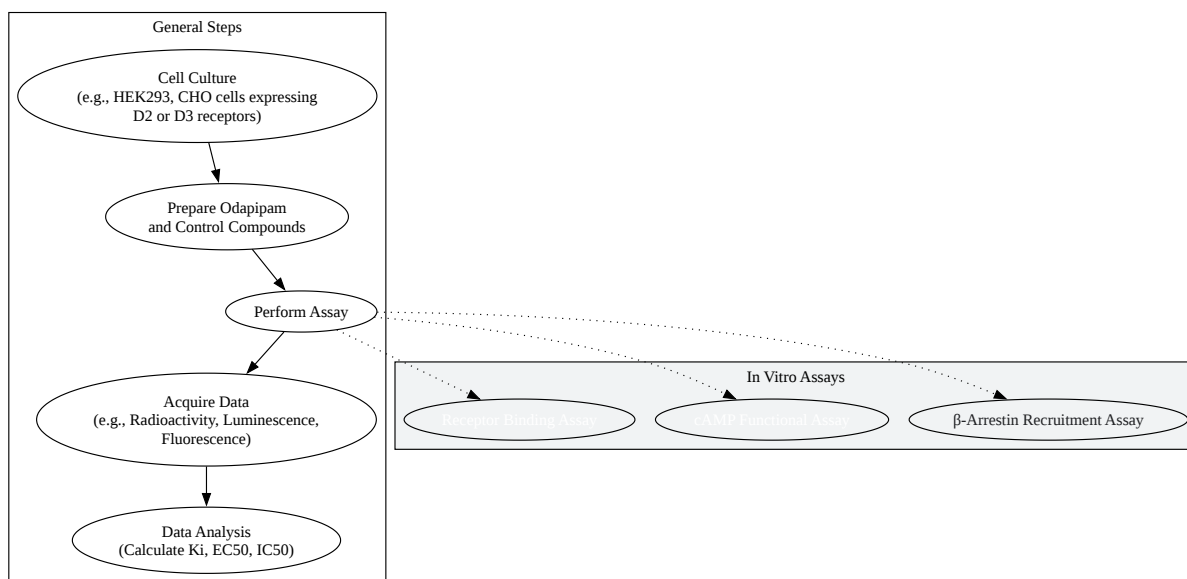 General Steps
Cell Culture
(e.g., HEK293, CHO cells expressing
D2 or D3 receptors)
Prepare Odapipam
and Control Compounds
Perform Assay
Acquire Data
(e.g., Radioactivity, Luminescence,
Fluorescence)
Data Analysis
(Calculate Ki, EC50, IC50)
In Vitro Assays
Receptor Binding Assay
cAMP Functional Assay
β-Arrestin Recruitment Assay